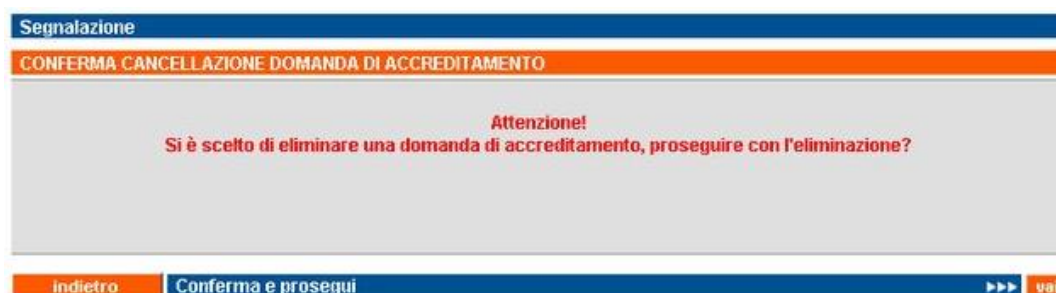 Segnalazione
CONFERMA CANCELLAZIONE DOMANDA DI ACCREDITAMENTO
Attenzione!
Si è scelto di eliminare una domanda di accreditamento, proseguire con l'eliminazione?
indietro Conferma e prosegui ▸▸▸